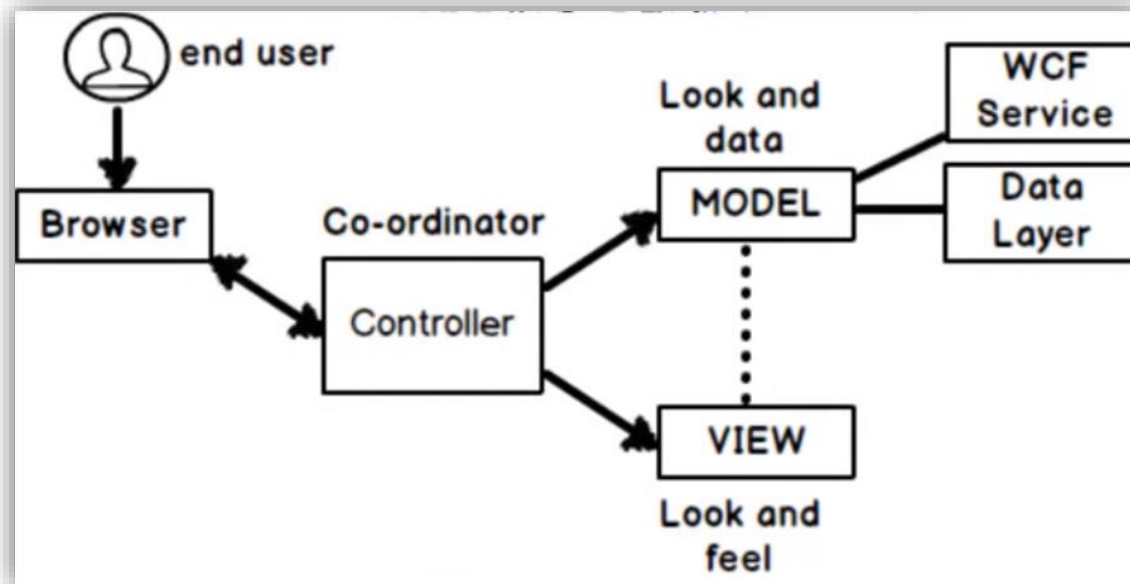 end user
Browser
Co-ordinator
Controller
Look and
data
MODEL
WCF
Service
Data
Layer
VIEW
Look and
feel